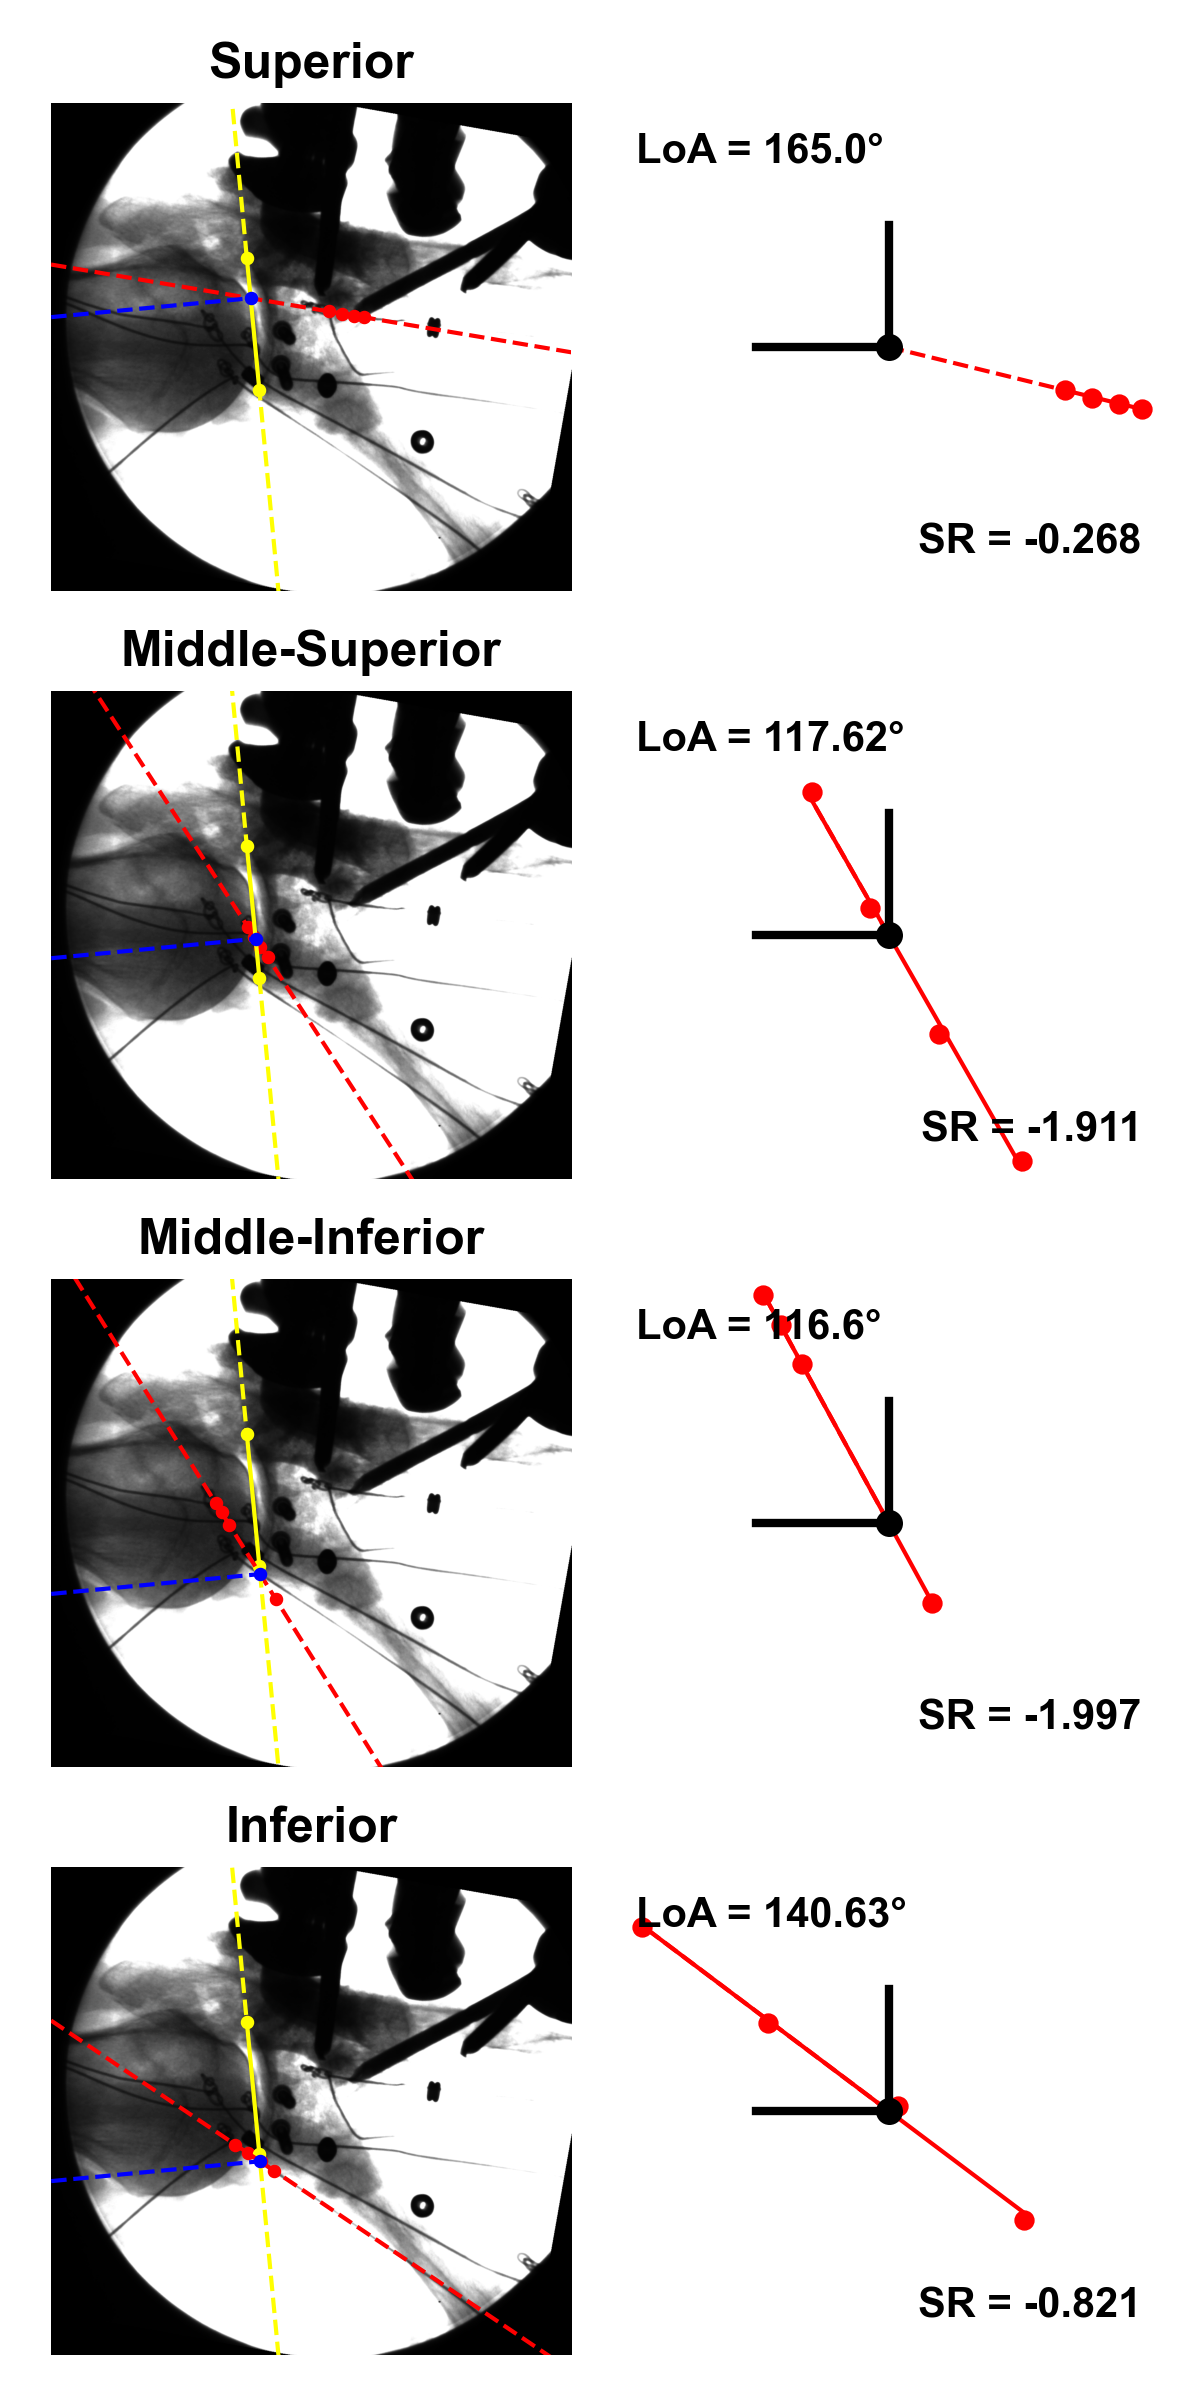 Superior
LoA = 165.0°
SR = -0.268
Middle-Superior
LoA = 117.62°
SR = -1.911
Middle-Inferior
LoA = 116.6°
SR = -1.997
Inferior
LoA = 140.63°
SR = -0.821